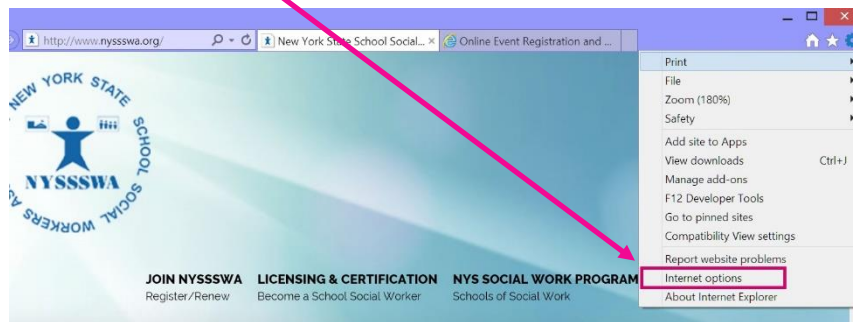 http://www.nyssswa.org/
New York State School Social...
Online Event Registration and ...
NEW YORK STATE SCHOOL SOCIAL WORKERS AS
NYSSSWA
Print
File
Zoom (180%)
Safety
Add site to Apps
View downloads Ctrl+J
Manage add-ons
F12 Developer Tools
Go to pinned sites
Compatibility View settings
Report website problems
Internet options
About Internet Explorer
JOIN NYSSSWA LICENSING & CERTIFICATION NYS SOCIAL WORK PROGRAM
Register/Renew Become a School Social Worker Schools of Social Work